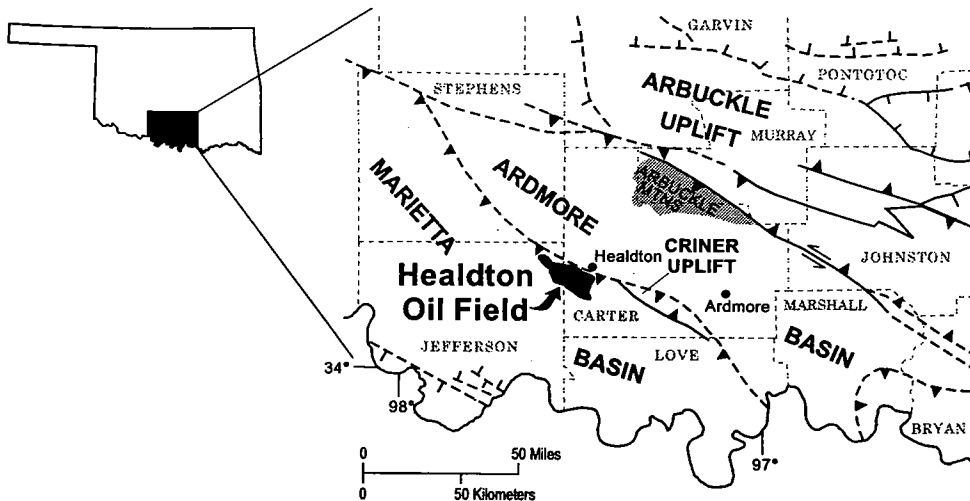 GARVIN
PONTOTOC
STEPHENS
ARBUCKLE
UPLIFT
MURRAY
ARDMORE
MARIETTA
ARBUCKLE
MTNS
Healdton
CRINER
UPLIFT
JOHNSTON
Healdton
Oil Field
Ardmore
MARSHALL
CARTER
JEFFERSON
LOVE
BASIN
BASIN
34°
98°
BRYAN
97°
0 50 Miles
0 50 Kilometers